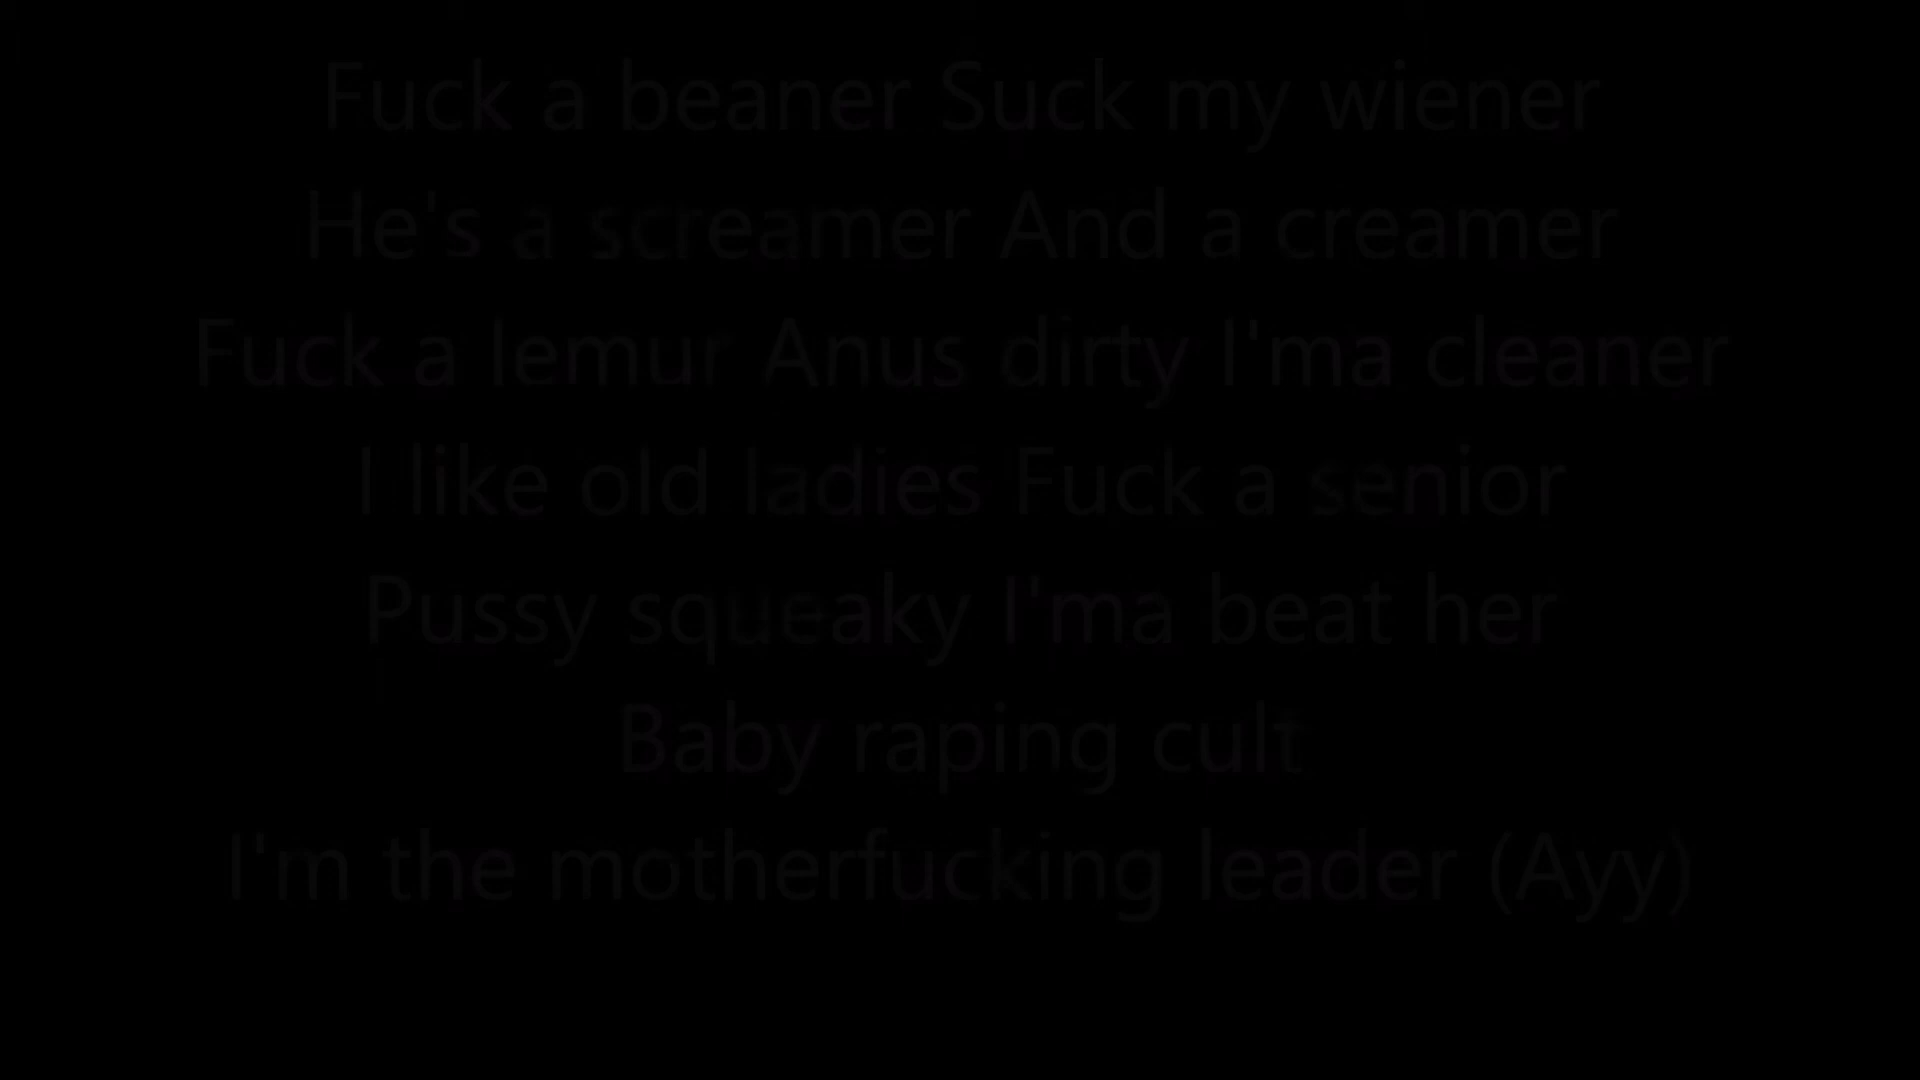 Fuck a beaner Suck my wiener
He's a screamer And a creamer
Fuck a lemur Anus dirty I'ma cleaner
I like old ladies Fuck a senior
Pussy squeaky I'ma beat her
Baby raping cult
I'm the motherfucking leader (Ayy)